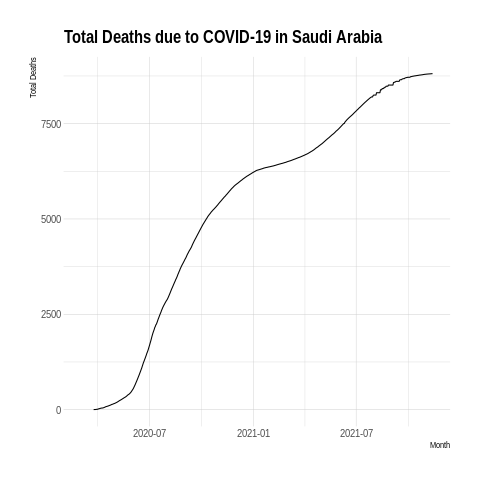 Total Deaths due to COVID-19 in Saudi Arabia
Total Deaths
7500
5000
2500
0
2020-07
2021-01
2021-07
Month